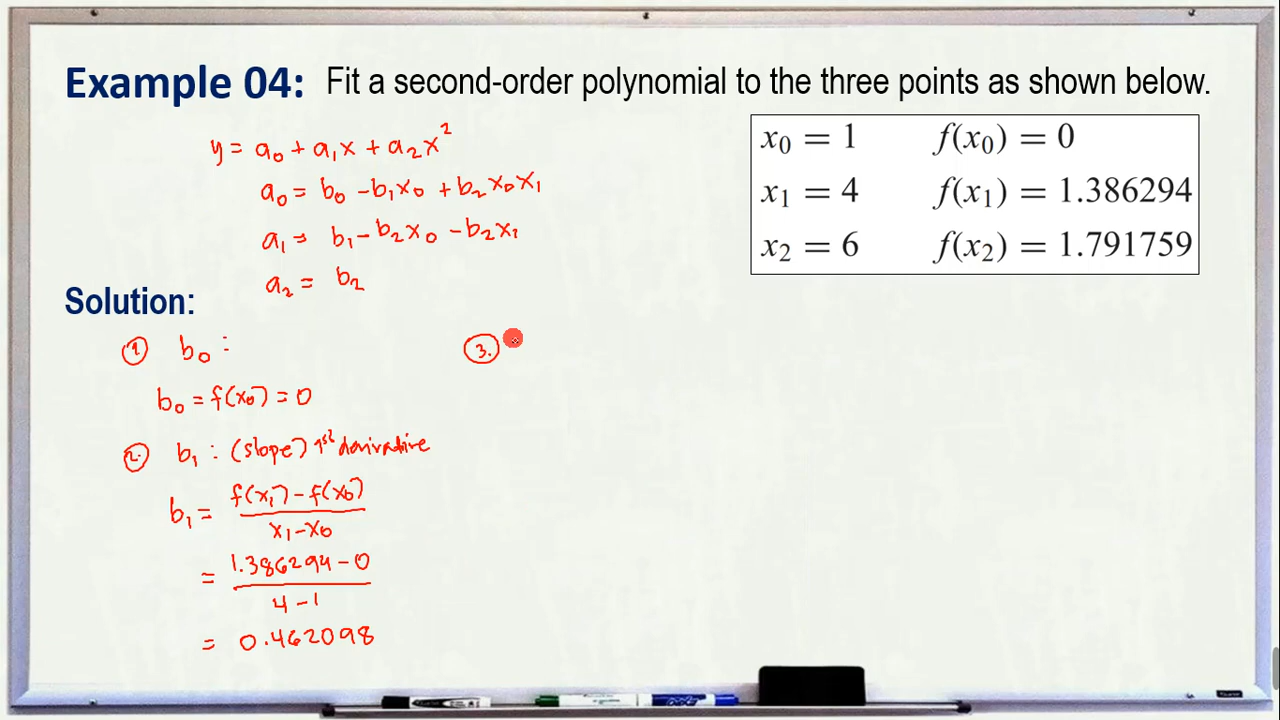 Example 04: Fit a second-order polynomial to the three points as shown below.
y = a₀ + a₁x + a₂x²
a₀ = b₀ - b₁x₀ + b₂x₀x₁
a₁ = b₁ - b₂x₀ - b₂x₁
a₂ = b₂
x₀ = 1 f(x₀) = 0
x₁ = 4 f(x₁) = 1.386294
x₂ = 6 f(x₂) = 1.791759
Solution:
1 b₀ :
b₀ = f(x₀) = 0
2. b₁ : (slope) 1st derivative
b₁ = f(x₁) - f(x₀)
x₁ - x₀
= 1.386294 - 0
4 - 1
= 0.462098
3.